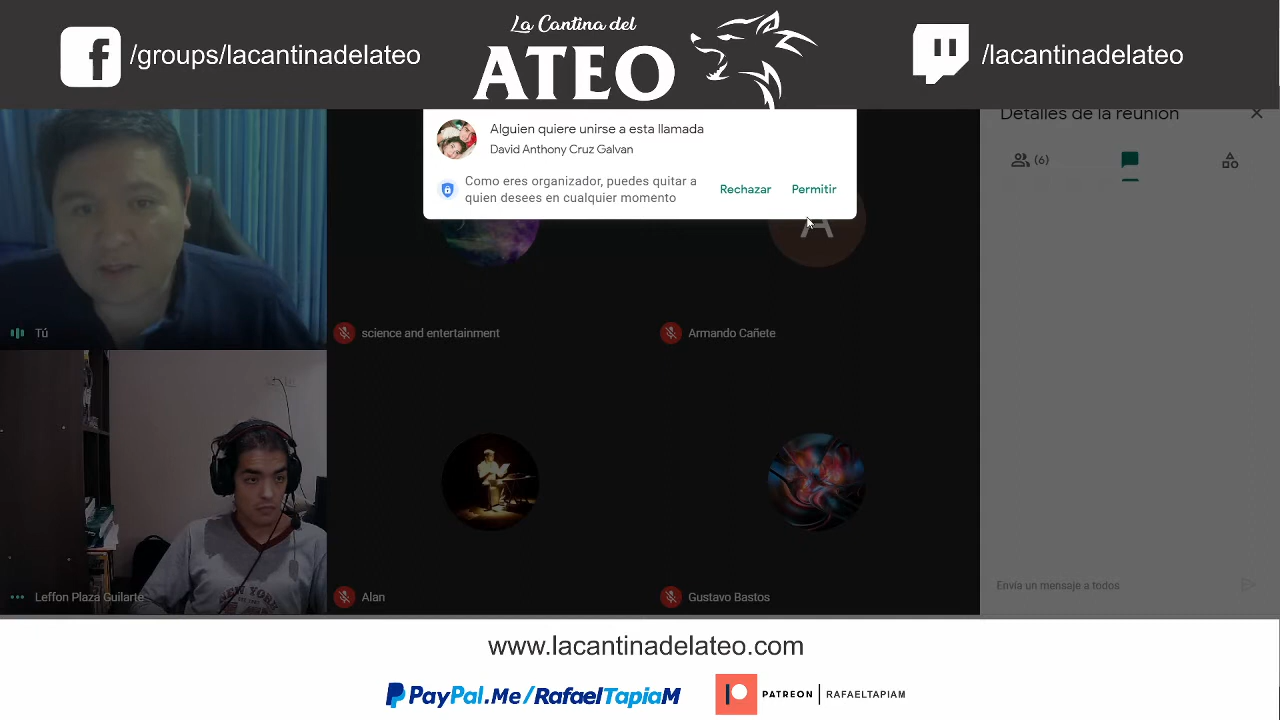 La Cantina del
ATEO
/groups/lacantinadelateo
/lacantinadelateo
Alguien quiere unirse a esta llamada
David Anthony Cruz Galvan
Como eres organizador, puedes quitar a
quien desees en cualquier momento
Rechazar
Permitir
Detalles de la reunión
(6)
A
Tú
science and entertainment
Armando Cañete
NEW YORK
Leffon Plaza Guilarte
Alan
Gustavo Bastos
Envía un mensaje a todos
www.lacantinadelateo.com
PayPal.Me/RafaelTapiaM
PATREON | RAFAELTAPIAM